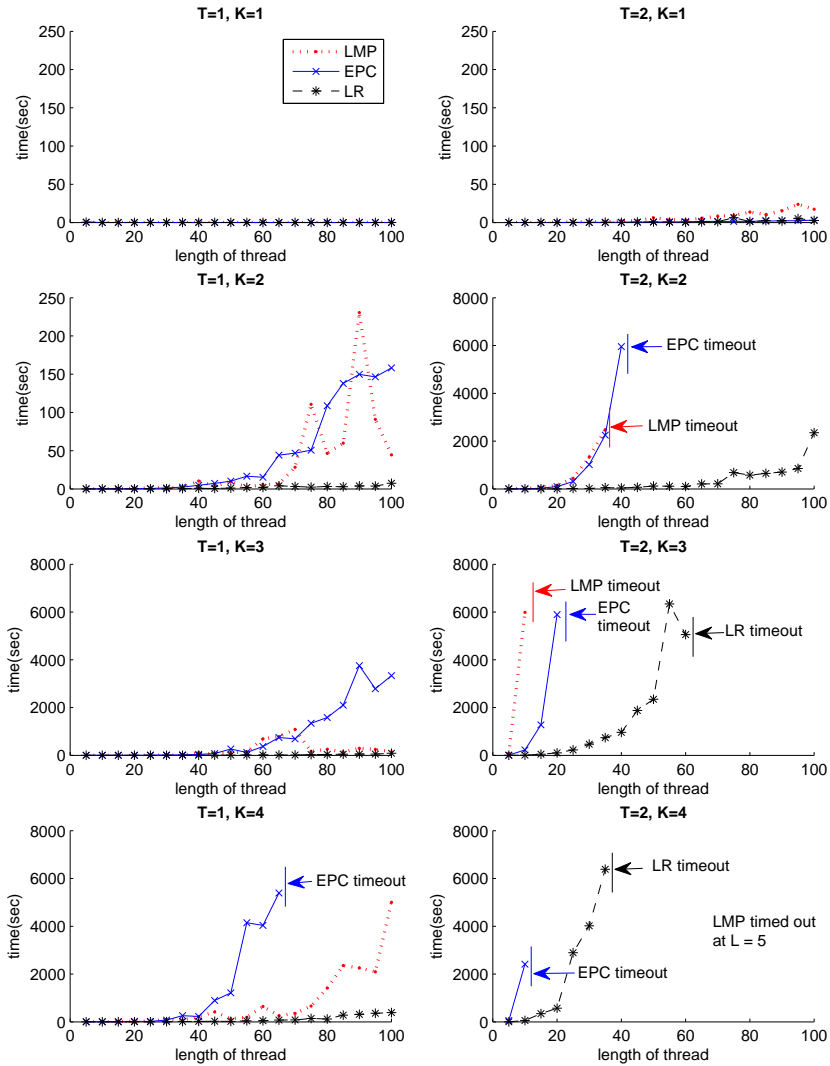 T=1, K=1
250
200
150
100
50
0
time(sec)
0 20 40 60 80 100
length of thread
LMP
EPC
LR
T=2, K=1
250
200
150
100
50
0
time(sec)
0 20 40 60 80 100
length of thread
T=1, K=2
250
200
150
100
50
0
time(sec)
0 20 40 60 80 100
length of thread
T=2, K=2
8000
6000
4000
2000
0
time(sec)
0 20 40 60 80 100
length of thread
EPC timeout
LMP timeout
T=1, K=3
8000
6000
4000
2000
0
time(sec)
0 20 40 60 80 100
length of thread
T=2, K=3
8000
6000
4000
2000
0
time(sec)
0 20 40 60 80 100
length of thread
LMP timeout
EPC
timeout
LR timeout
T=1, K=4
8000
6000
4000
2000
0
time(sec)
0 20 40 60 80 100
length of thread
EPC timeout
T=2, K=4
8000
6000
4000
2000
0
time(sec)
0 20 40 60 80 100
length of thread
LR timeout
LMP timed out
at L = 5
EPC timeout